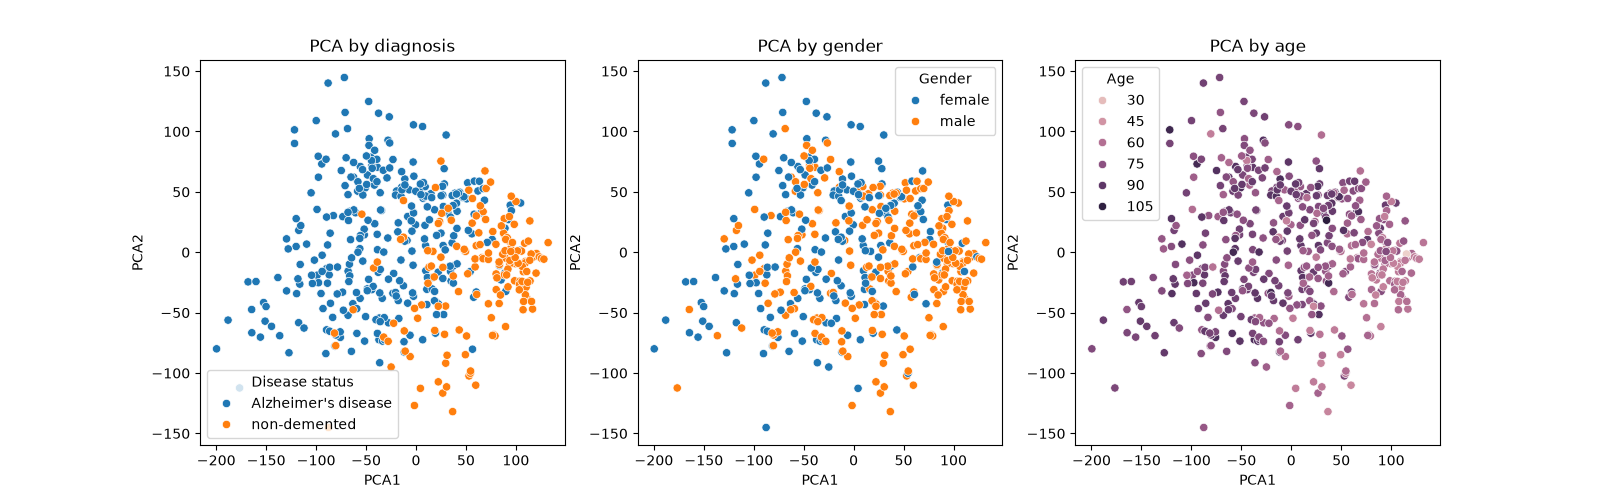 PCA by diagnosis
150
100
50
0
−50
−100
−150
PCA2
Disease status
Alzheimer's disease
non-demented
−200 −150 −100 −50 0 50 100
PCA1
PCA by gender
150
100
50
0
−50
−100
−150
PCA2
Gender
female
male
−200 −150 −100 −50 0 50 100
PCA1
PCA by age
150
100
50
0
−50
−100
−150
PCA2
Age
30
45
60
75
90
105
−200 −150 −100 −50 0 50 100
PCA1